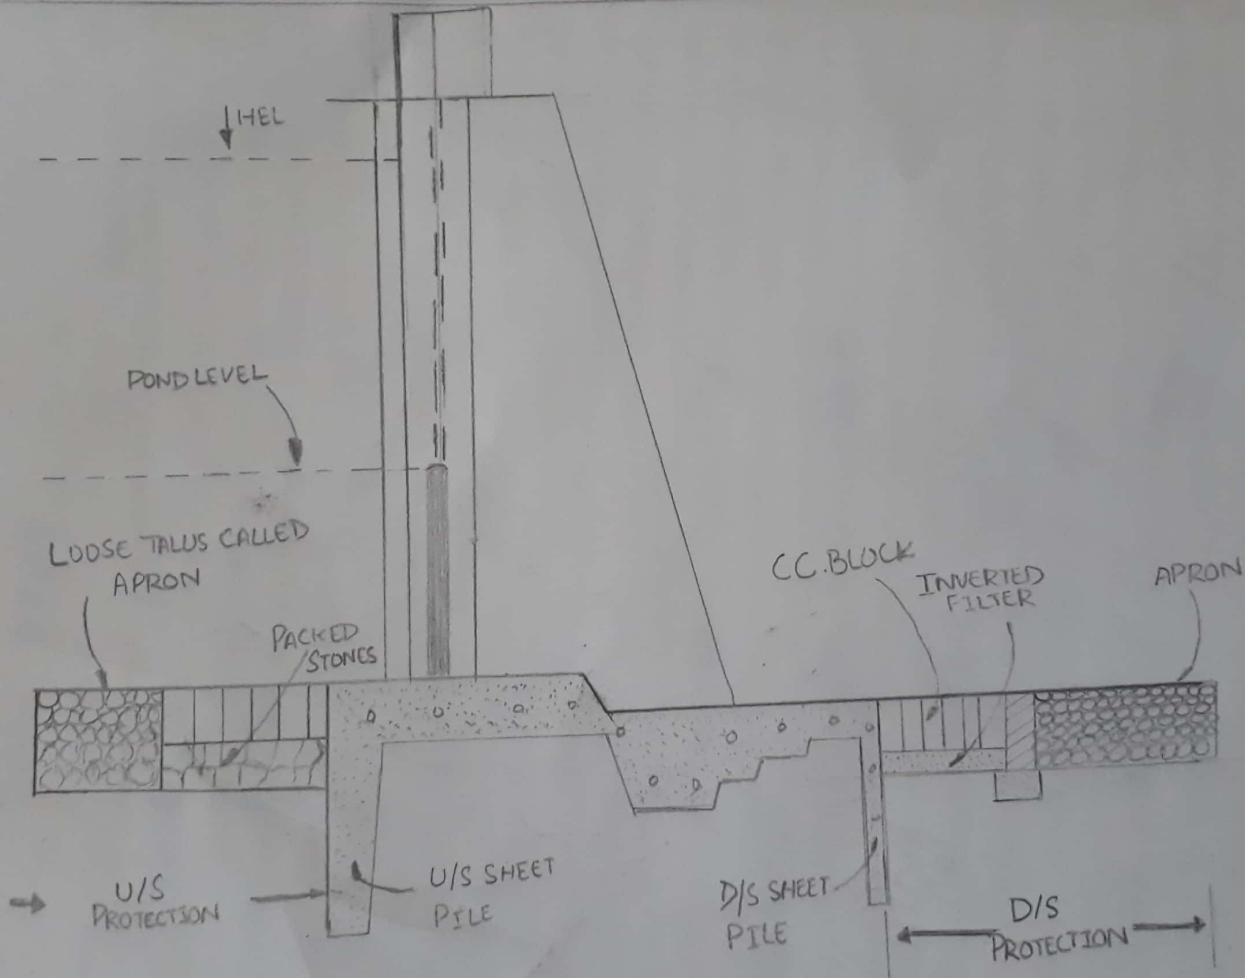 HEL
POND LEVEL
LOOSE TALUS CALLED
APRON
PACKED
STONES
CC.BLOCK
INVERTED
FILTER
APRON
U/S
PROTECTION
U/S SHEET
PILE
D/S SHEET
PILE
D/S
PROTECTION